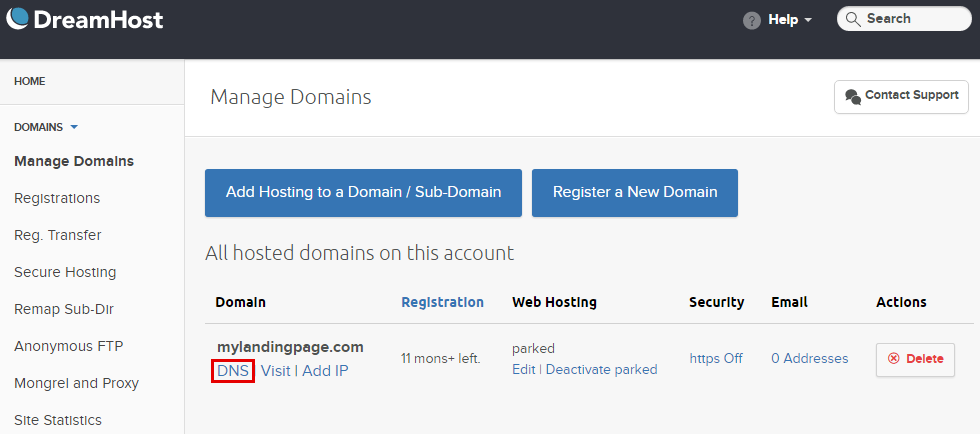 DreamHost
? Help
Search
HOME
DOMAINS
Manage Domains
Registrations
Reg. Transfer
Secure Hosting
Remap Sub-Dir
Anonymous FTP
Mongrel and Proxy
Site Statistics
Manage Domains
Contact Support
Add Hosting to a Domain / Sub-Domain
Register a New Domain
All hosted domains on this account
Domain Registration Web Hosting Security Email Actions
mylandingpage.com
DNS Visit | Add IP
11 mons+ left.
parked
Edit | Deactivate parked
https Off
0 Addresses
Delete